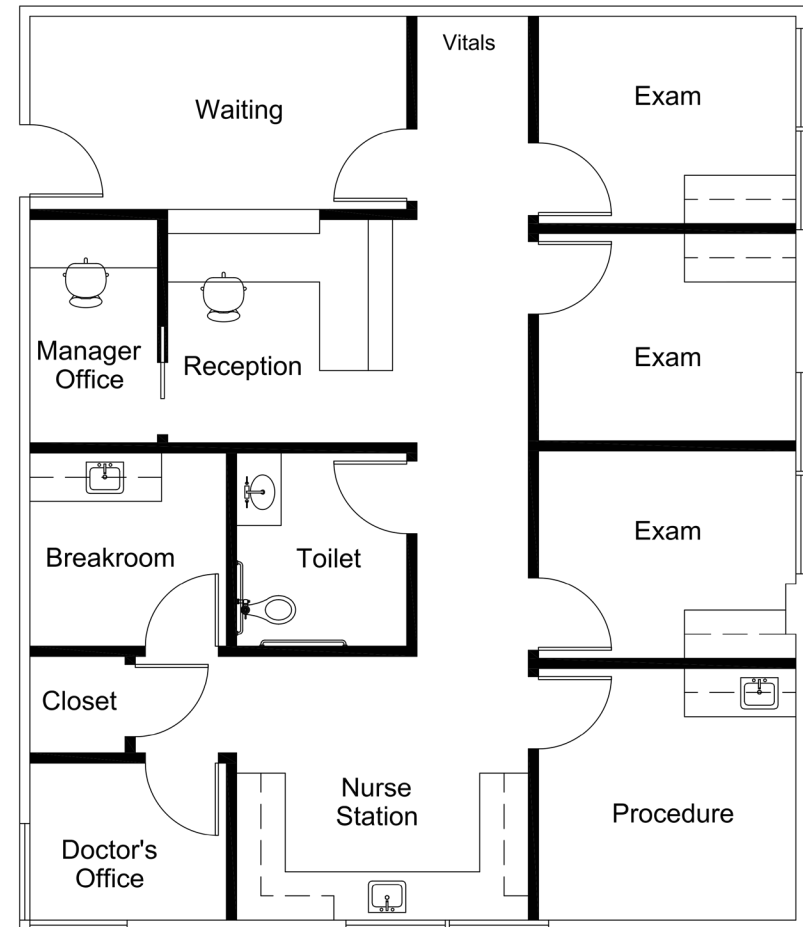 Vitals
Waiting
Exam
Manager
Office
Reception
Exam
Breakroom
Toilet
Exam
Closet
Nurse
Station
Procedure
Doctor's
Office